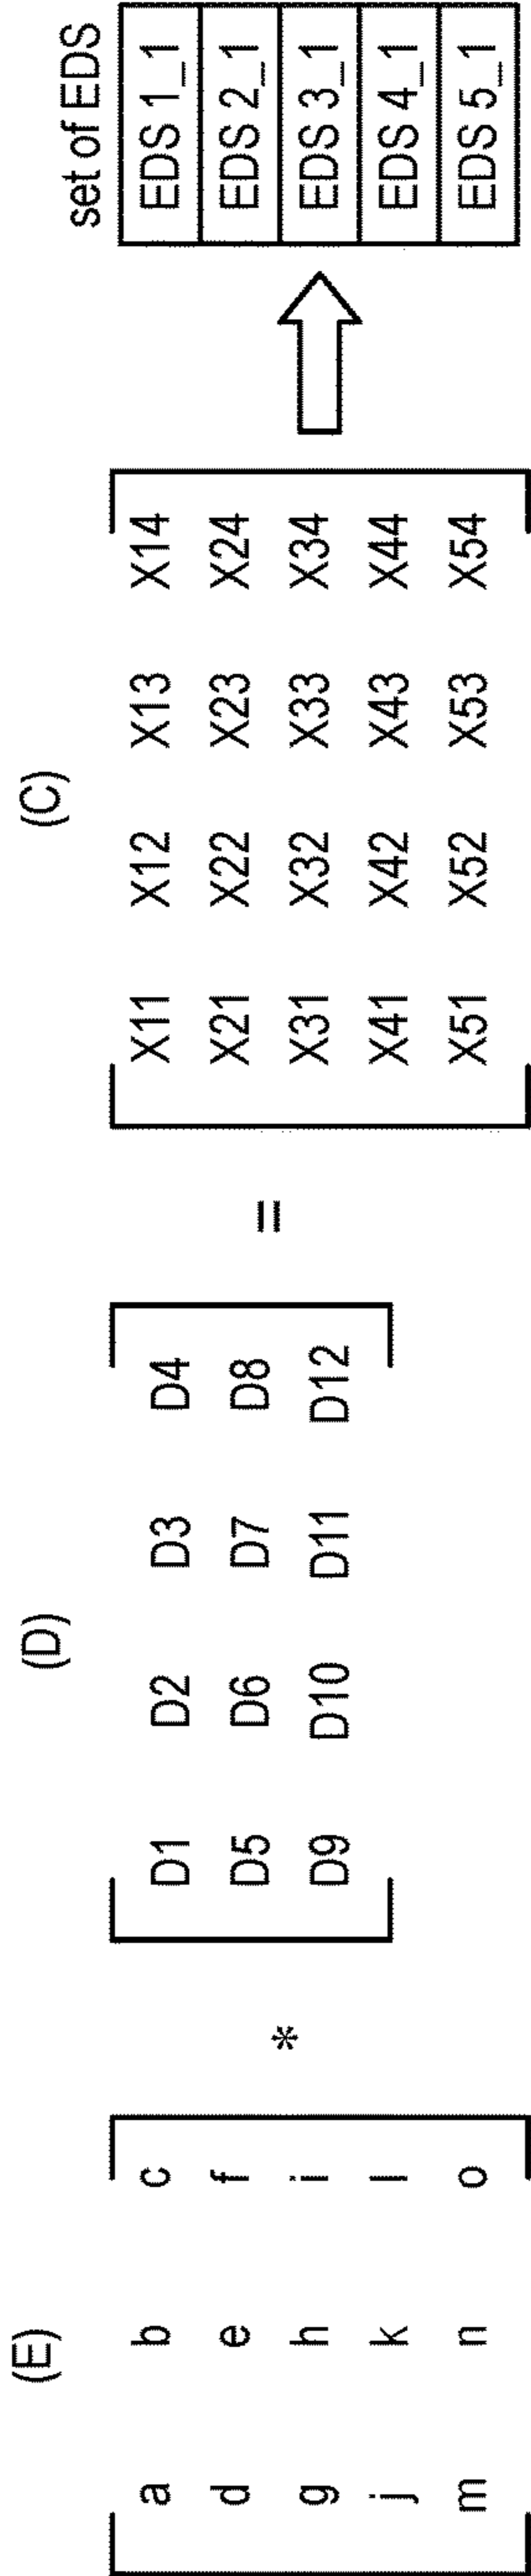 (E) (D) (C) set of EDS
a b c D1 D2 D3 D4 X11 X12 X13 X14 EDS 1_1
d e f * D5 D6 D7 D8 = X21 X22 X23 X24 EDS 2_1
g h i D9 D10 D11 D12 X31 X32 X33 X34 EDS 3_1
j k l X41 X42 X43 X44 EDS 4_1
m n o X51 X52 X53 X54 EDS 5_1